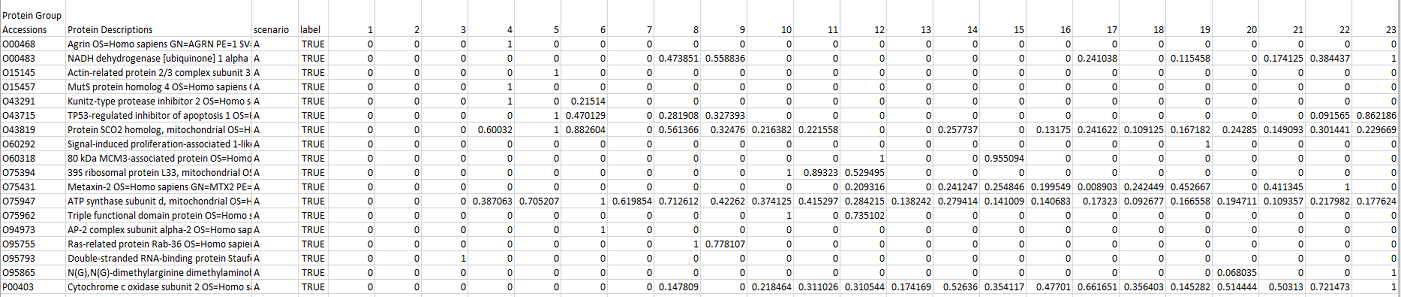 Protein Group
Accessions Protein Descriptions scenario label 1 2 3 4 5 6 7 8 9 10 11 12 13 14 15 16 17 18 19 20 21 22 23
O00468 Agrin OS=Homo sapiens GN=AGRN PE=1 SV= A TRUE 0 0 0 1 0 0 0 0 0 0 0 0 0 0 0 0 0 0 0 0 0 0 0
O00483 NADH dehydrogenase [ubiquinone] 1 alpha A TRUE 0 0 0 0 0 0 0 0.473851 0.558836 0 0 0 0 0 0 0 0.241038 0 0.115458 0 0.174125 0.384437 1
O15145 Actin-related protein 2/3 complex subunit 3 A TRUE 0 0 0 0 1 0 0 0 0 0 0 0 0 0 0 0 0 0 0 0 0 0 0
O15457 MutS protein homolog 4 OS=Homo sapiens A TRUE 0 0 0 1 0 0 0 0 0 0 0 0 0 0 0 0 0 0 0 0 0 0 0
O43291 Kunitz-type protease inhibitor 2 OS=Homo s A TRUE 0 0 0 1 0 0.21514 0 0 0 0 0 0 0 0 0 0 0 0 0 0 0 0 0
O43715 TP53-regulated inhibitor of apoptosis 1 OS= A TRUE 0 0 0 0 1 0.470129 0 0.281908 0.327393 0 0 0 0 0 0 0 0 0 0 0 0 0.091565 0.862186
O43819 Protein SCO2 homolog, mitochondrial OS=H A TRUE 0 0 0 0.60032 1 0.882604 0 0.561366 0.32476 0.216382 0.221558 0 0 0.257737 0 0.13175 0.241622 0.109125 0.167182 0.24285 0.149093 0.301441 0.229669
O60292 Signal-induced proliferation-associated 1-lik A TRUE 0 0 0 0 0 0 0 0 0 0 0 0 0 0 0 0 0 0 1 0 0 0 0
O60318 80 kDa MCM3-associated protein OS=Homo A TRUE 0 0 0 0 0 0 0 0 0 0 0 1 0 0 0.955094 0 0 0 0 0 0 0 0
O75394 39S ribosomal protein L33, mitochondrial OS A TRUE 0 0 0 0 0 0 0 0 0 1 0.89323 0.529495 0 0 0 0 0 0 0 0 0 0 0
O75431 Metaxin-2 OS=Homo sapiens GN=MTX2 PE= A TRUE 0 0 0 0 0 0 0 0 0 0 0 0.209316 0 0.241247 0.254846 0.199549 0.008903 0.242449 0.452667 0 0.411345 1 0
O75947 ATP synthase subunit d, mitochondrial OS=H A TRUE 0 0 0 0.387063 0.705207 1 0.619854 0.712612 0.42262 0.374125 0.415297 0.284215 0.138242 0.279414 0.141009 0.140683 0.17323 0.092677 0.166558 0.194711 0.109357 0.217982 0.177624
O75962 Triple functional domain protein OS=Homo s A TRUE 0 0 0 0 0 0 0 0 0 1 0 0.735102 0 0 0 0 0 0 0 0 0 0 0
O94973 AP-2 complex subunit alpha-2 OS=Homo sap A TRUE 0 0 0 0 0 1 0 0 0 0 0 0 0 0 0 0 0 0 0 0 0 0 0
O95755 Ras-related protein Rab-36 OS=Homo sapie A TRUE 0 0 0 0 0 0 0 1 0.778107 0 0 0 0 0 0 0 0 0 0 0 0 0 0
O95793 Double-stranded RNA-binding protein Stauf A TRUE 0 0 1 0 0 0 0 0 0 0 0 0 0 0 0 0 0 0 0 0 0 0 0
O95865 N(G),N(G)-dimethylarginine dimethylaminol A TRUE 0 0 0 0 0 0 0 0 0 0 0 0 0 0 0 0 0 0 0 0.068035 0 0 1
P00403 Cytochrome c oxidase subunit 2 OS=Homo s A TRUE 0 0 0 0 0 0 0 0.147809 0 0.218464 0.311026 0.310544 0.174169 0.52636 0.354117 0.47701 0.661651 0.356403 0.145282 0.514444 0.50313 0.721473 1